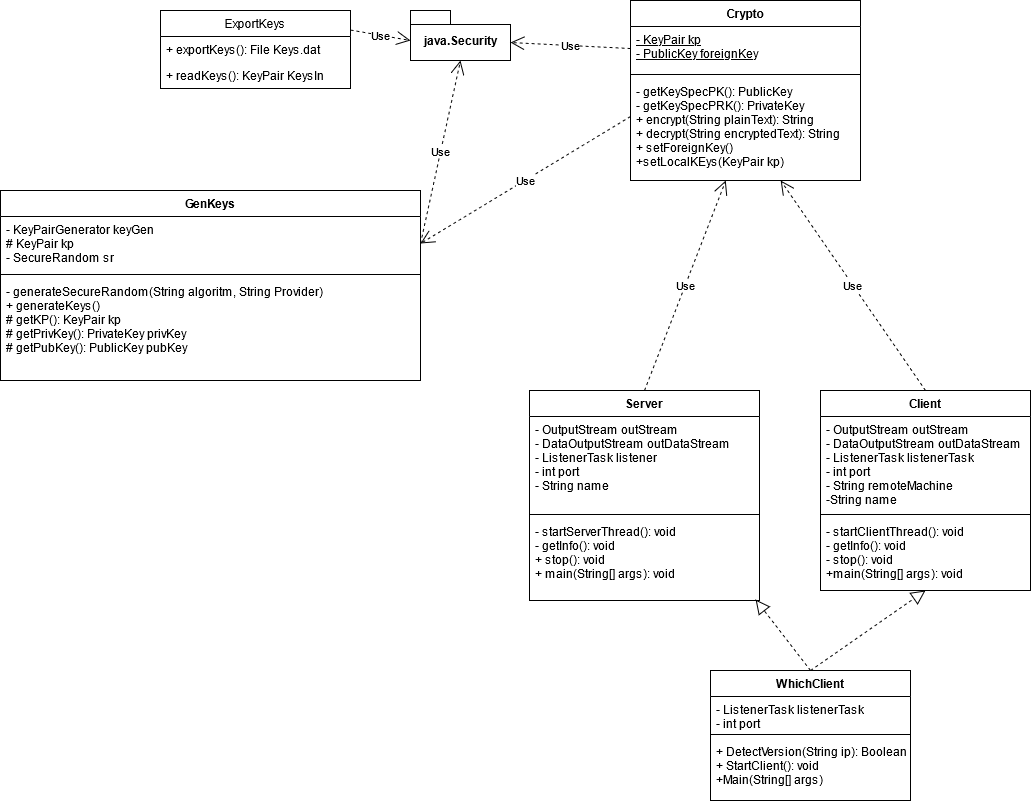 ExportKeys
+ exportKeys(): File Keys.dat
+ readKeys(): KeyPair KeysIn
Use
java.Security
Use
Crypto
- KeyPair kp
- PublicKey foreignKey
- getKeySpecPK(): PublicKey
- getKeySpecPRK(): PrivateKey
+ encrypt(String plainText): String
+ decrypt(String encryptedText): String
+ setForeignKey()
+setLocalKEys(KeyPair kp)
Use
Use
GenKeys
- KeyPairGenerator keyGen
# KeyPair kp
- SecureRandom sr
- generateSecureRandom(String algoritm, String Provider)
+ generateKeys()
# getKP(): KeyPair kp
# getPrivKey(): PrivateKey privKey
# getPubKey(): PublicKey pubKey
Use
Use
Server
- OutputStream outStream
- DataOutputStream outDataStream
- ListenerTask listener
- int port
- String name
- startServerThread(): void
- getInfo(): void
+ stop(): void
+ main(String[] args): void
Client
- OutputStream outStream
- DataOutputStream outDataStream
- ListenerTask listenerTask
- int port
- String remoteMachine
-String name
- startClientThread(): void
- getInfo(): void
- stop(): void
+main(String[] args): void
WhichClient
- ListenerTask listenerTask
- int port
+ DetectVersion(String ip): Boolean
+ StartClient(): void
+Main(String[] args)